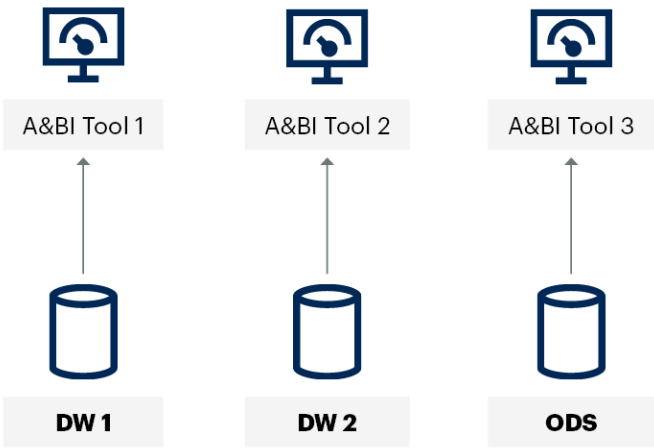 A&BI Tool 1
A&BI Tool 2
A&BI Tool 3
DW 1
DW 2
ODS